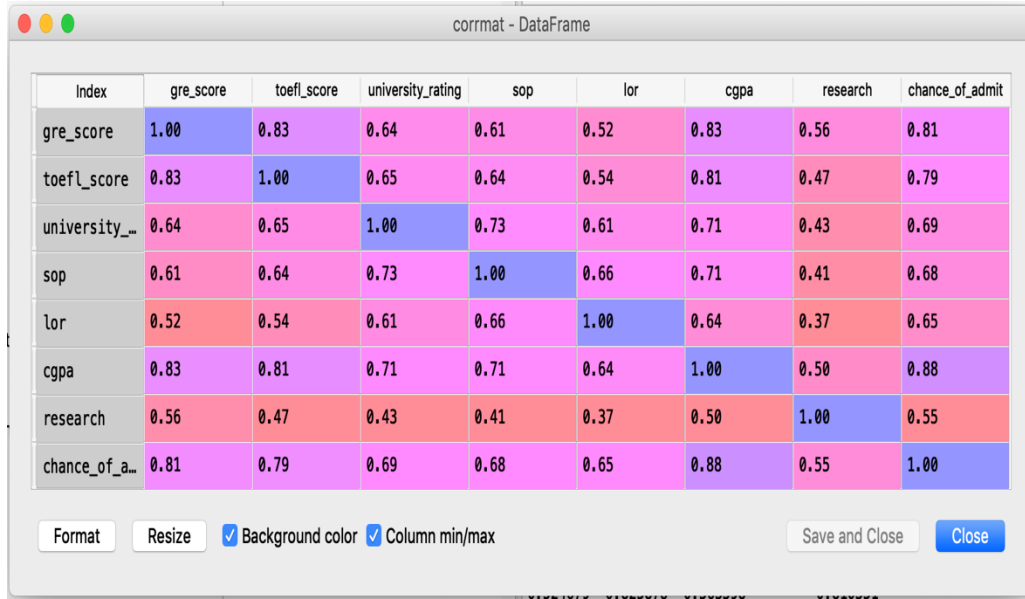 corrmat - DataFrame
Index gre_score toefl_score university_rating sop lor cgpa research chance_of_admit
gre_score 1.00 0.83 0.64 0.61 0.52 0.83 0.56 0.81
toefl_score 0.83 1.00 0.65 0.64 0.54 0.81 0.47 0.79
university_… 0.64 0.65 1.00 0.73 0.61 0.71 0.43 0.69
sop 0.61 0.64 0.73 1.00 0.66 0.71 0.41 0.68
lor 0.52 0.54 0.61 0.66 1.00 0.64 0.37 0.65
cgpa 0.83 0.81 0.71 0.71 0.64 1.00 0.50 0.88
research 0.56 0.47 0.43 0.41 0.37 0.50 1.00 0.55
chance_of_a… 0.81 0.79 0.69 0.68 0.65 0.88 0.55 1.00
Format Resize Background color Column min/max Save and Close Close